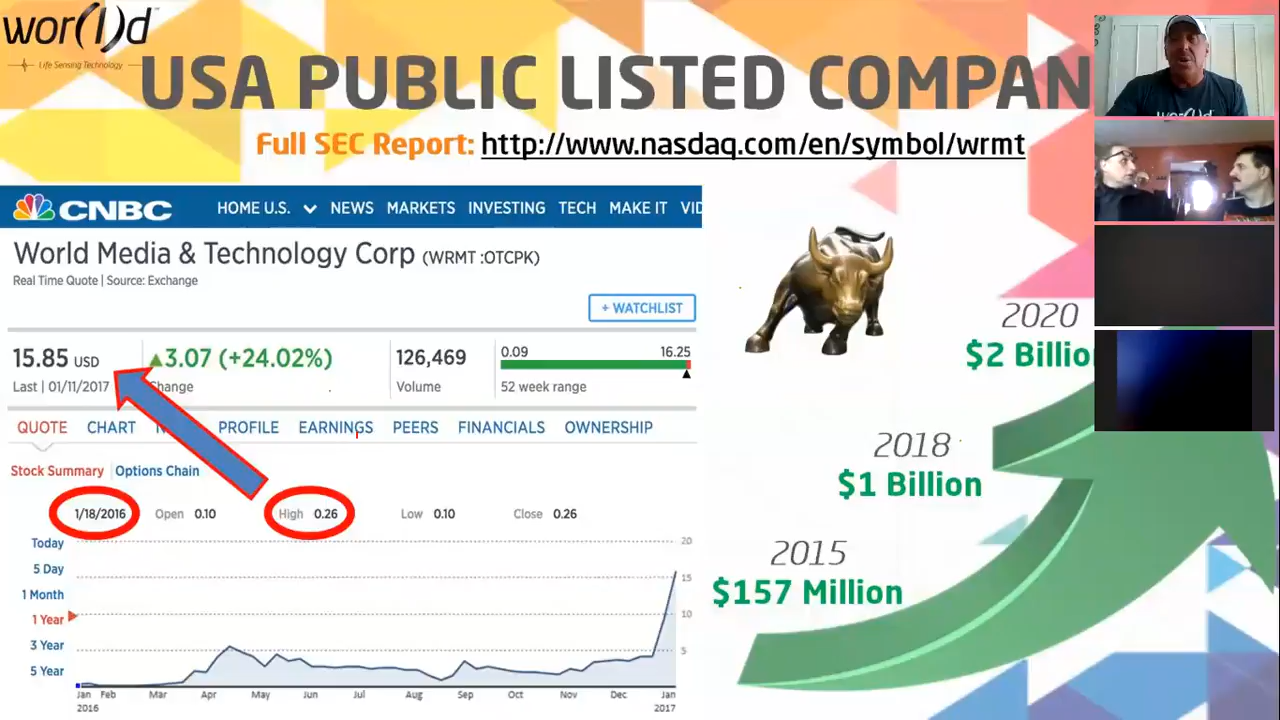 wor(l)d™
Life Sensing Technology
USA PUBLIC LISTED COMPAN
Full SEC Report: http://www.nasdaq.com/en/symbol/wrmt
CNBC
HOME U.S. NEWS MARKETS INVESTING TECH MAKE IT VID
World Media & Technology Corp (WRMT :OTCPK)
Real Time Quote | Source: Exchange
+ WATCHLIST
15.85 USD 3.07 (+24.02%) 126,469 0.09 16.25
Last | 01/11/2017 Change Volume 52 week range
QUOTE CHART N PROFILE EARNINGS PEERS FINANCIALS OWNERSHIP
Stock Summary Options Chain
1/18/2016 Open 0.10 High 0.26 Low 0.10 Close 0.26
Today
5 Day
1 Month
1 Year
3 Year
5 Year
20
15
10
5
Jan Feb Mar Apr May Jun Jul Aug Sep Oct Nov Dec Jan
2016 2017
2020
$2 Billio
2018
$1 Billion
2015
$157 Million
wor(l)d